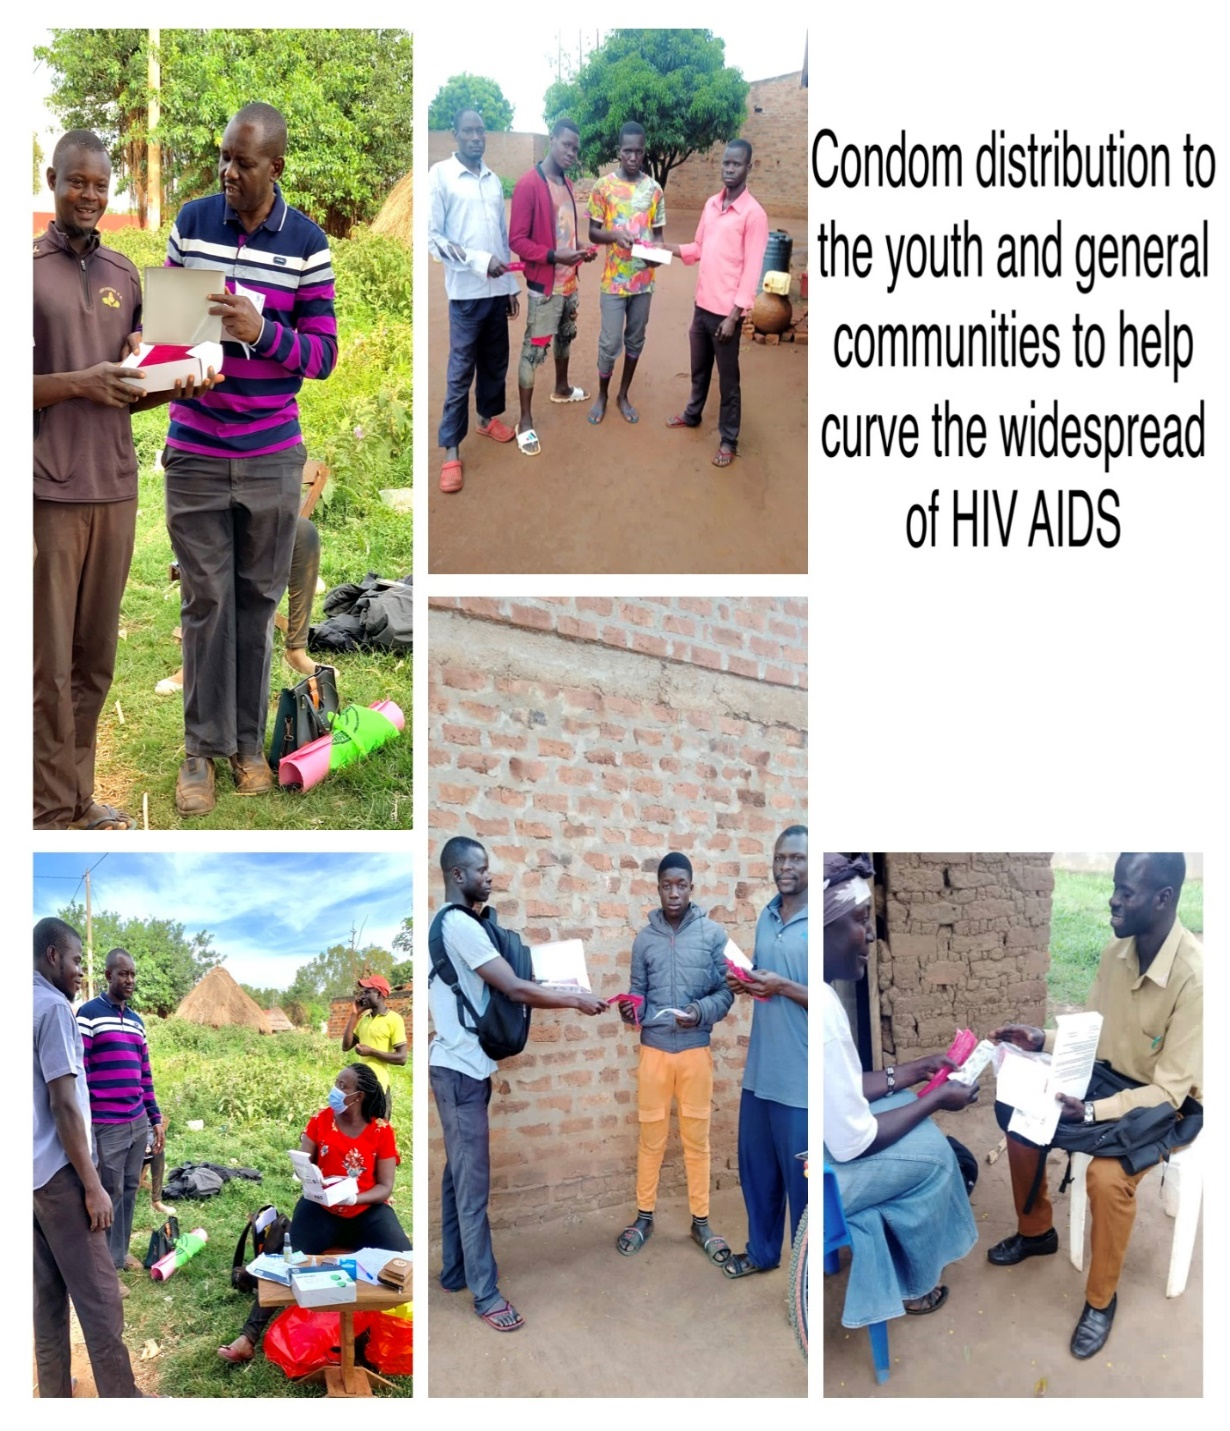 Condom distribution to
the youth and general
communities to help
curve the widespread
of HIV AIDS